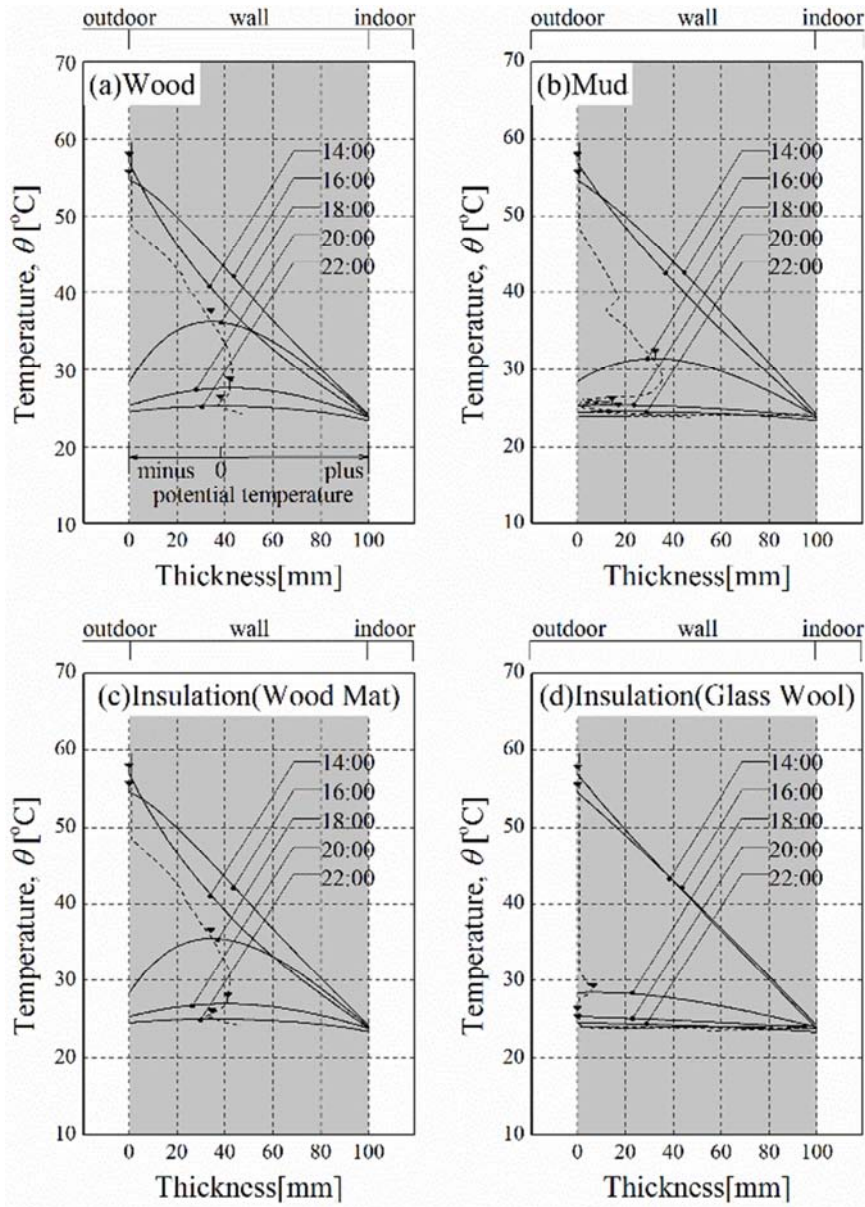 outdoor wall indoor
70
(a)Wood
60
14:00
16:00
50
18:00
20:00
40
22:00
30
20
minus 0 plus
potential temperature
10
0 20 40 60 80 100
Thickness[mm]
Temperature, θ [°C]
outdoor wall indoor
70
(b)Mud
60
14:00
16:00
50
18:00
20:00
40
22:00
30
20
10
0 20 40 60 80 100
Thickness[mm]
Temperature, θ [°C]
outdoor wall indoor
70
(c)Insulation(Wood Mat)
60
14:00
16:00
50
18:00
20:00
40
22:00
30
20
10
0 20 40 60 80 100
Thickness[mm]
Temperature, θ [°C]
outdoor wall indoor
70
(d)Insulation(Glass Wool)
60
14:00
16:00
50
18:00
20:00
40
22:00
30
20
10
0 20 40 60 80 100
Thickness[mm]
Temperature, θ [°C]